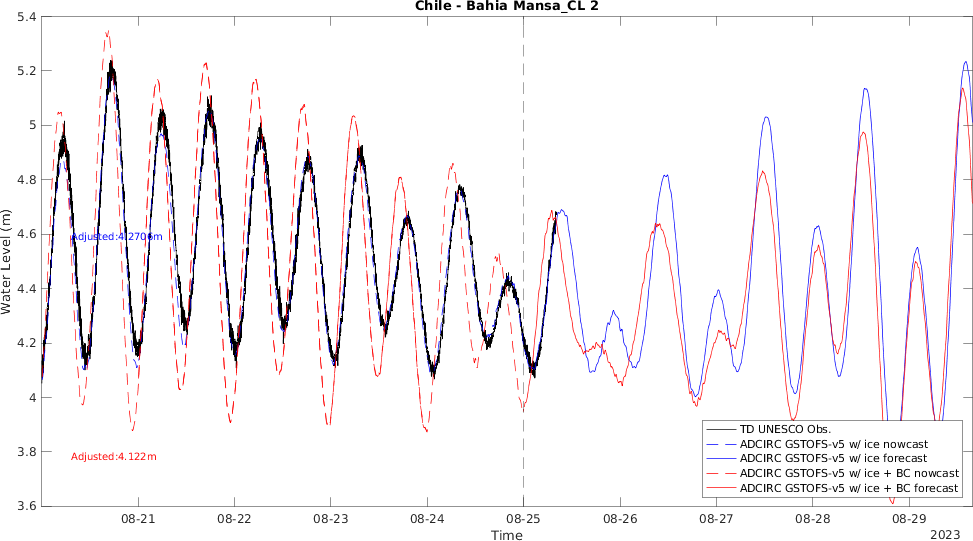 Chile - Bahia Mansa_CL 2
5.4
5.2
5
4.8
4.6
4.4
4.2
4
3.8
3.6
Water Level (m)
Adjusted:4.2706m
Adjusted:4.122m
TD UNESCO Obs.
ADCIRC GSTOFS-v5 w/ ice nowcast
ADCIRC GSTOFS-v5 w/ ice forecast
ADCIRC GSTOFS-v5 w/ ice + BC nowcast
ADCIRC GSTOFS-v5 w/ ice + BC forecast
08-21 08-22 08-23 08-24 08-25 08-26 08-27 08-28 08-29
Time
2023